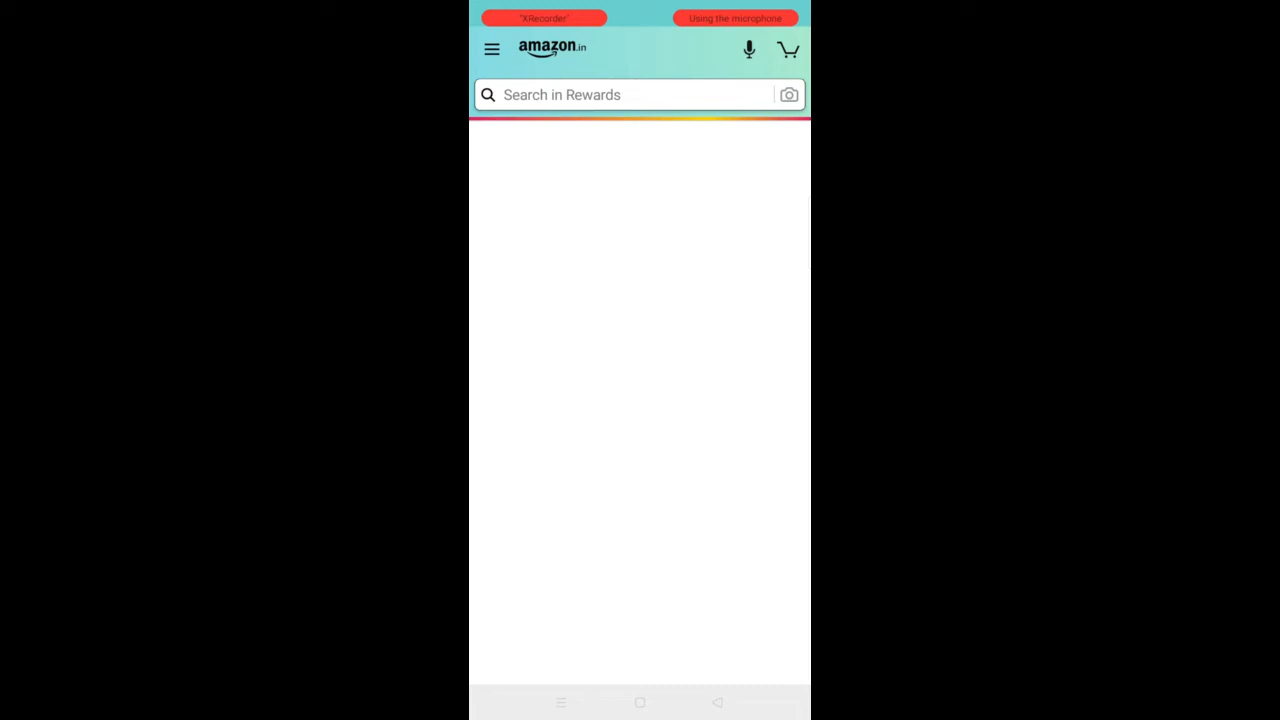 "XRecorder"
Using the microphone
amazon.in
Search in Rewards